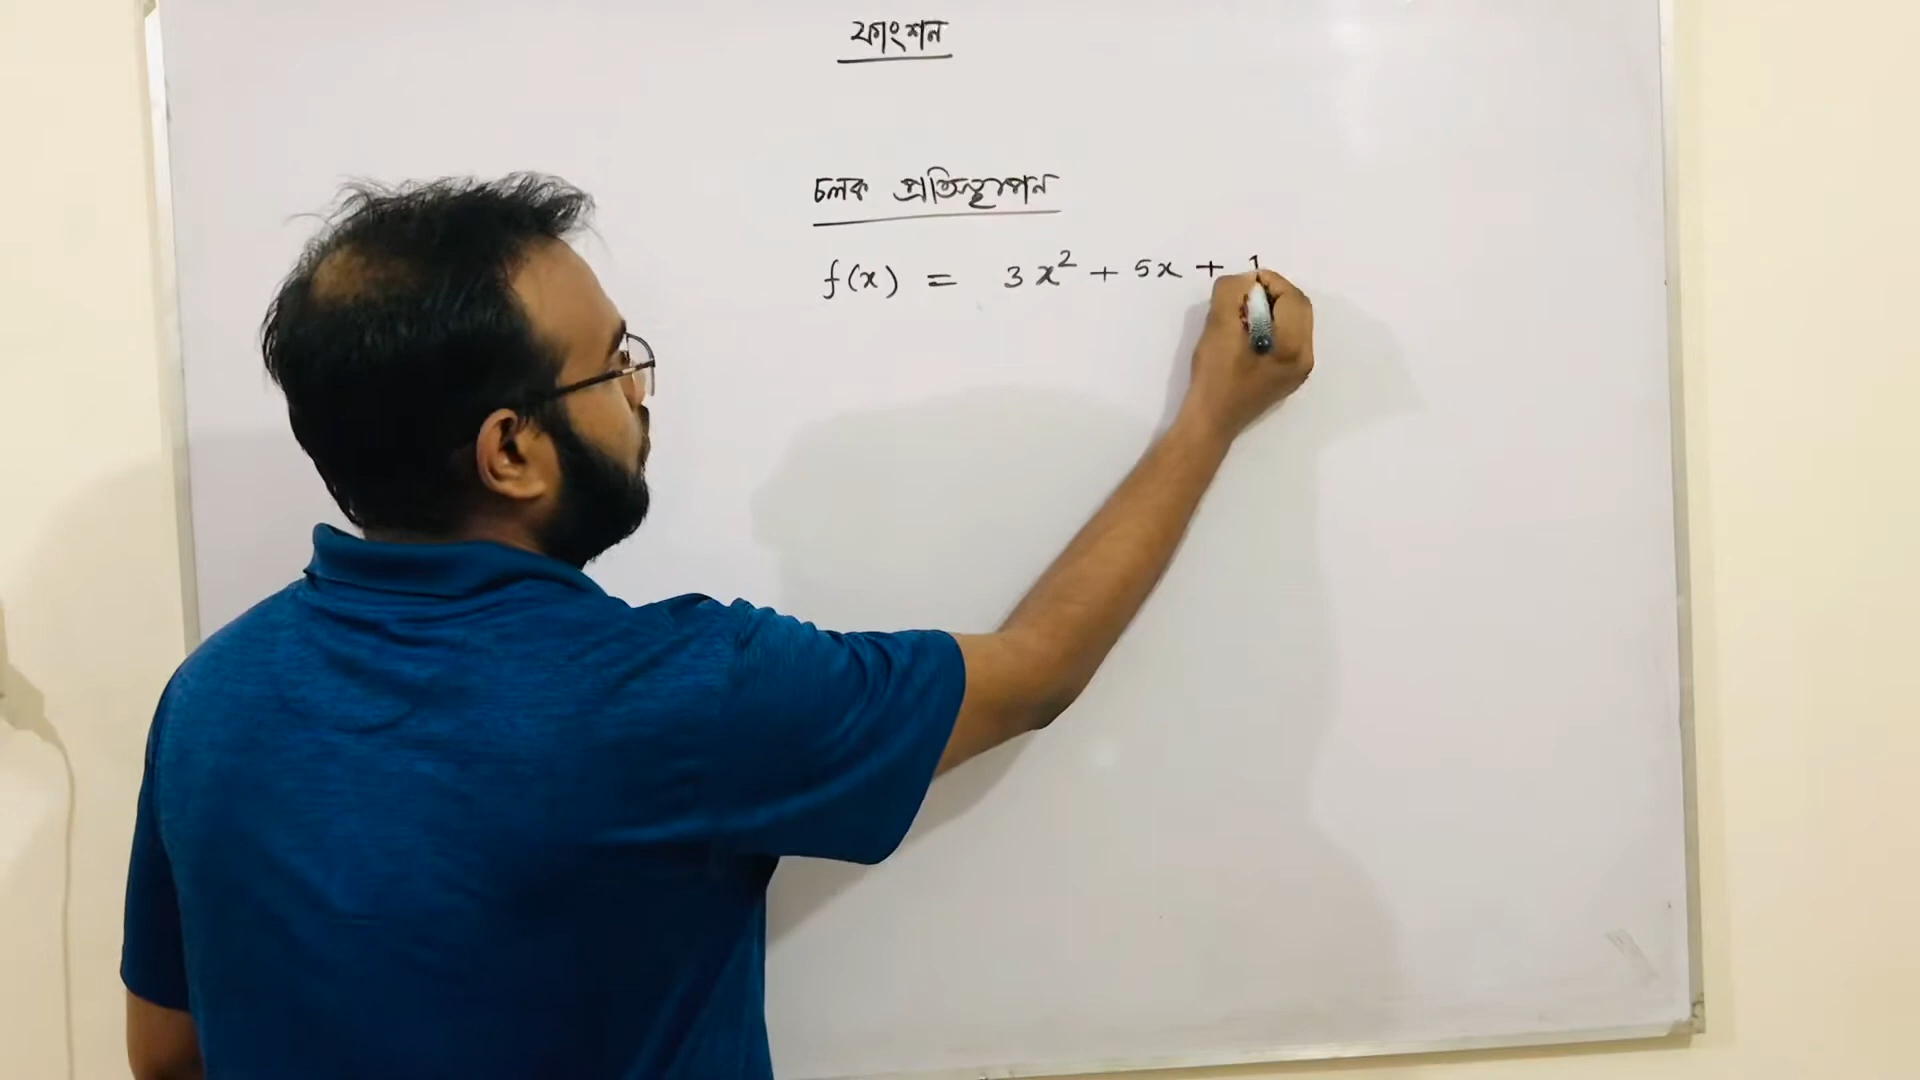 ফাংশন
চলক প্রতিস্থাপন
f(x) = 3x² + 5x + 1